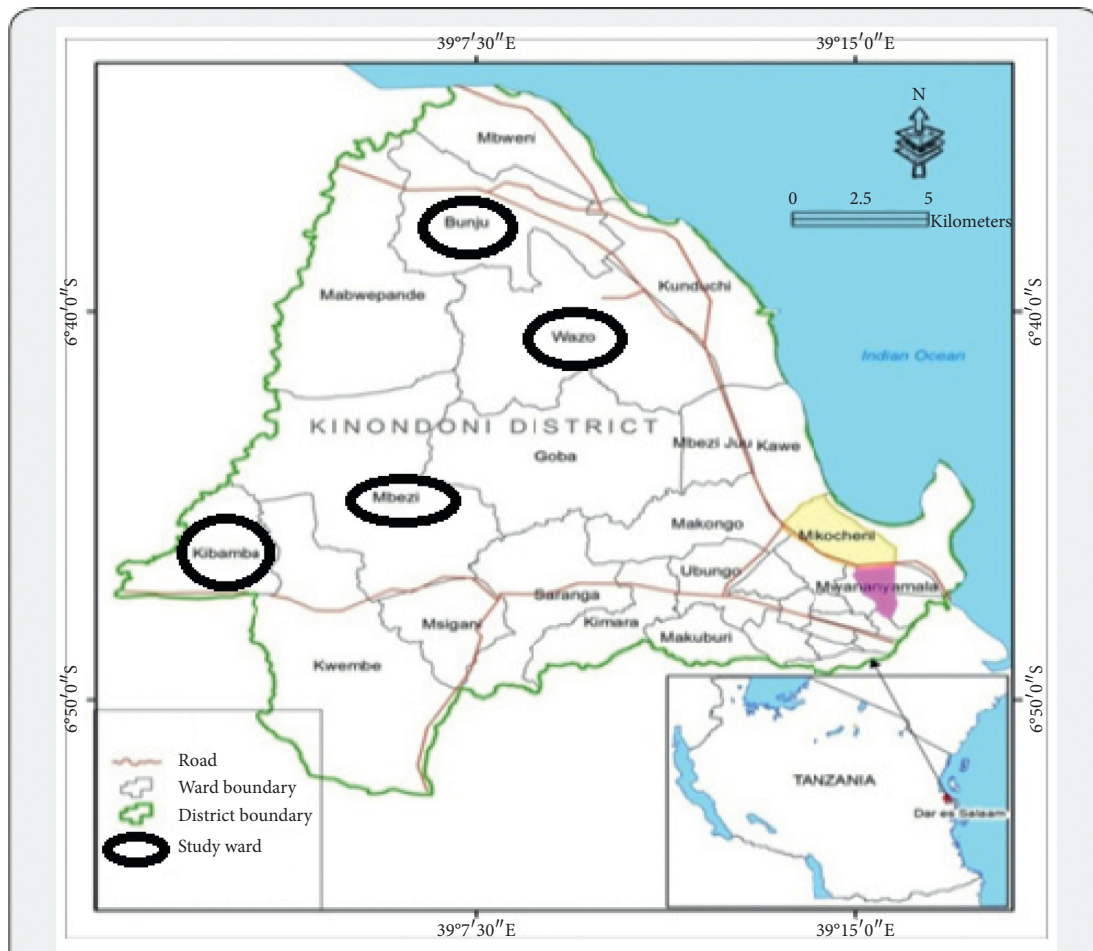 39°7′30″E 39°15′0″E
N
Mbweni
0 2.5 5
Kilometers
Bunju
Kunduchi
Mabwepande
6°40′0″S 6°40′0″S
Wazo
Indian Ocean
KINONDONI DISTRICT
Mbezi Juu Kawe
Goba
Mbezi
Makongo
Mikocheni
Kibamba
Ubungo
Mwananyamala
Saranga
Msigani Kimara
Makuburi
Kwembe
6°50′0″S 6°50′0″S
Road
Ward boundary
District boundary
Study ward
TANZANIA
Dar es Salaam
39°7′30″E 39°15′0″E